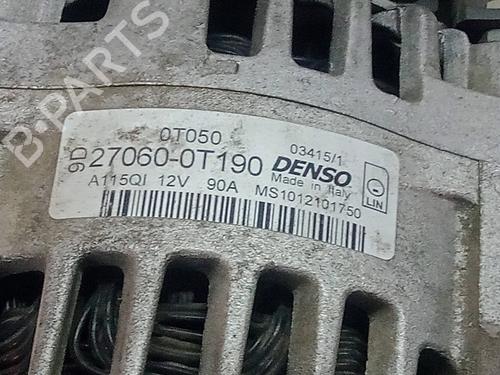 B-PARTS
0T050 03415/1
9D 27060-0T190 DENSO
Made in Italy
A115QI 12V 90A MS1012101750
LIN